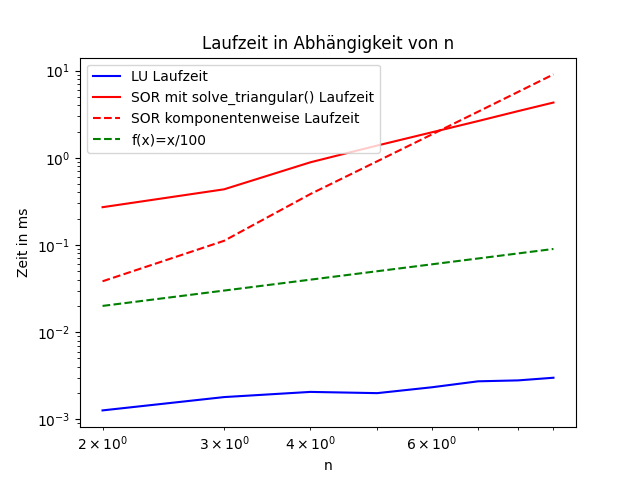 Laufzeit in Abhängigkeit von n
LU Laufzeit
SOR mit solve_triangular() Laufzeit
SOR komponentenweise Laufzeit
f(x)=x/100
Zeit in ms
10¹
10⁰
10⁻¹
10⁻²
10⁻³
2 × 10⁰ 3 × 10⁰ 4 × 10⁰ 6 × 10⁰
n